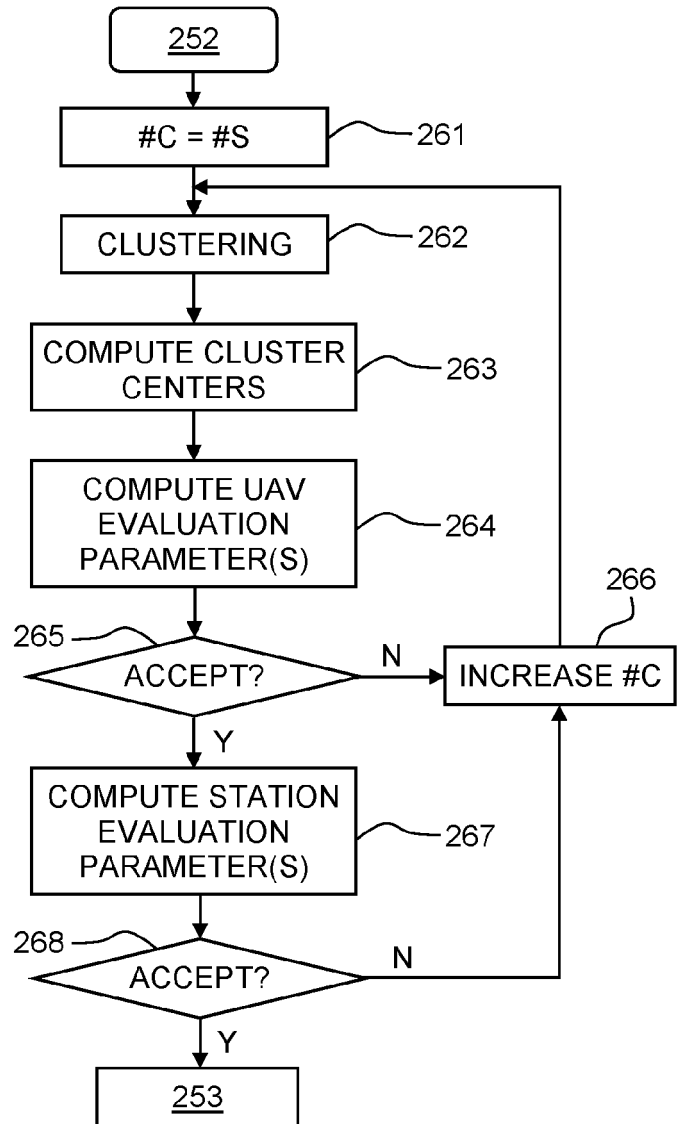 252
#C = #S
261
CLUSTERING
262
COMPUTE CLUSTER
CENTERS
263
COMPUTE UAV
EVALUATION
PARAMETER(S)
264
265
ACCEPT?
N
266
INCREASE #C
Y
COMPUTE STATION
EVALUATION
PARAMETER(S)
267
268
ACCEPT?
N
Y
253